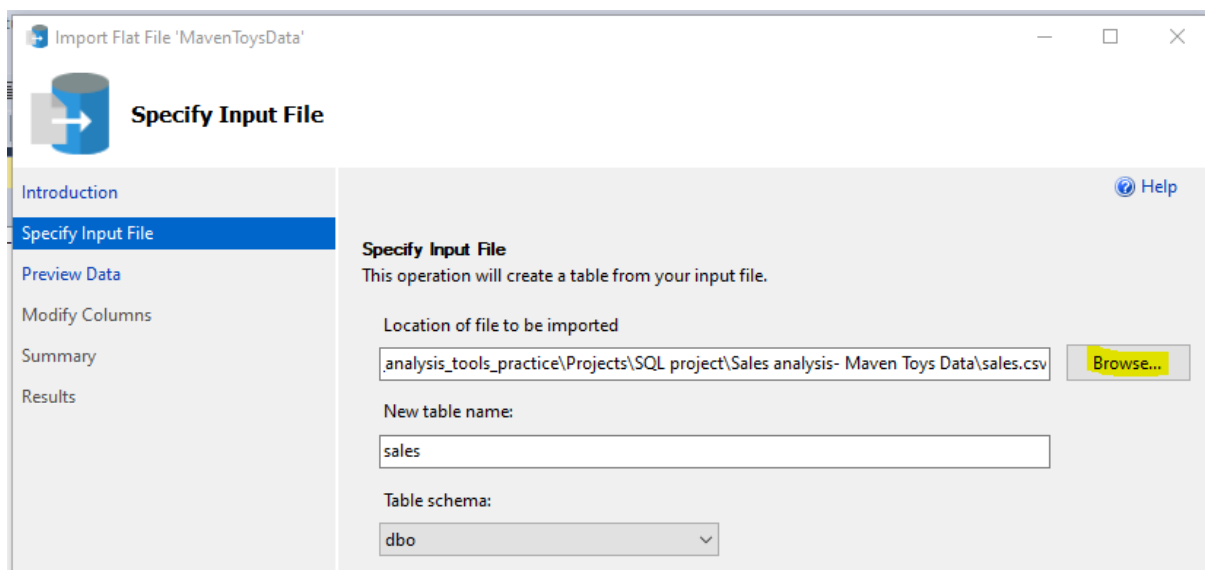 Import Flat File 'MavenToysData'
Specify Input File
Introduction
Help
Specify Input File
Specify Input File
Preview Data
This operation will create a table from your input file.
Modify Columns
Location of file to be imported
Summary
analysis_tools_practice\Projects\SQL project\Sales analysis- Maven Toys Data\sales.csv
Browse...
Results
New table name:
sales
Table schema:
dbo